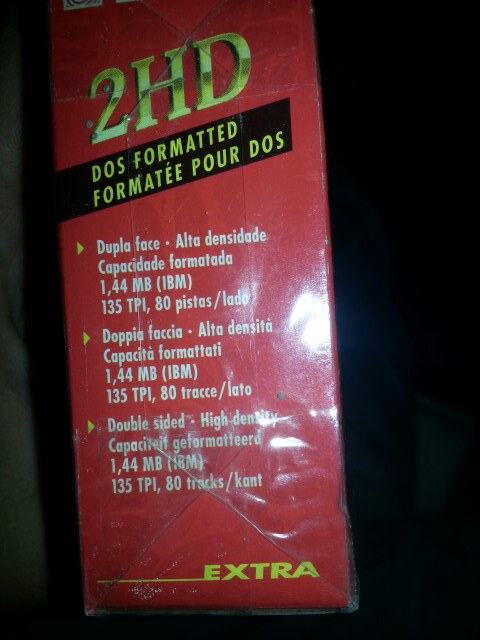 2HD
DOS FORMATTED
FORMATÉE POUR DOS
Dupla face · Alta densidade
Capacidade formatada
1,44 MB (IBM)
135 TPI, 80 pistas/lado
Doppia faccia · Alta densità
Capacità formattati
1,44 MB (IBM)
135 TPI, 80 tracce/lato
Double sided · High density
Capaciteit geformatteerd
1,44 MB (IBM)
135 TPI, 80 tracks/kant
EXTRA